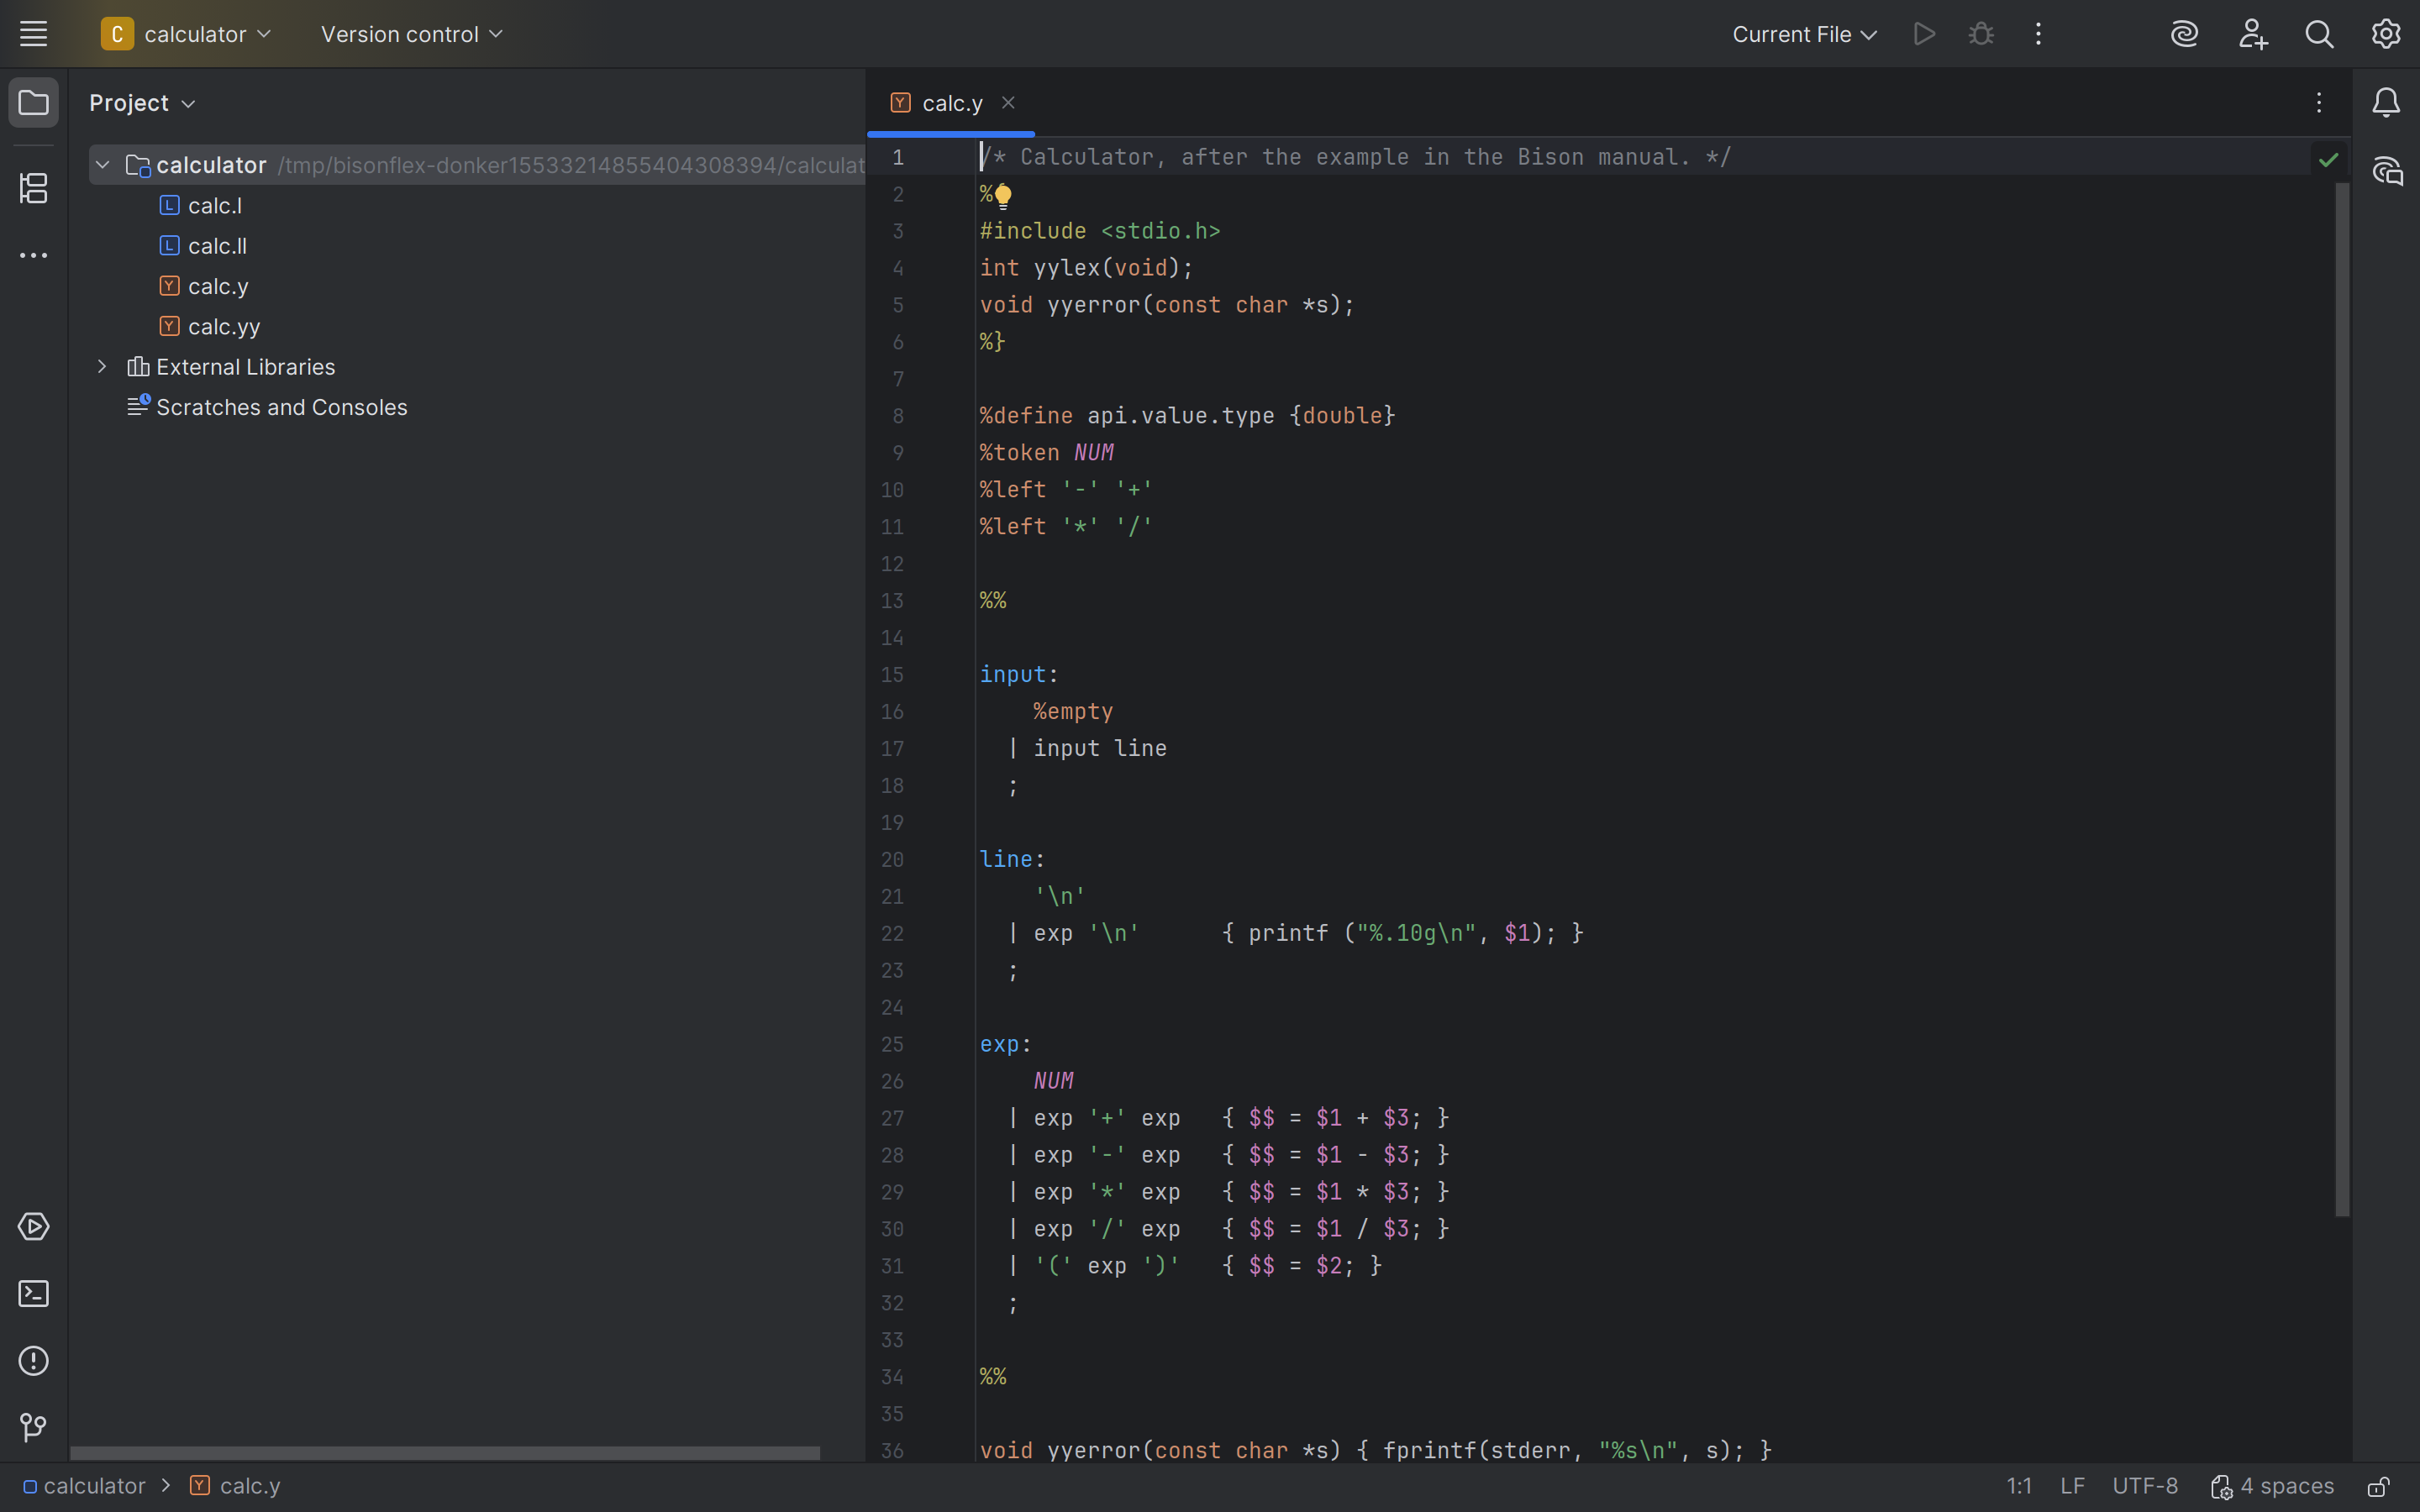 C calculator Version control Current File
Project
calculator /tmp/bisonflex-donker15533214855404308394/calculat
L calc.l
L calc.ll
Y calc.y
Y calc.yy
External Libraries
Scratches and Consoles
Y calc.y
1 /* Calculator, after the example in the Bison manual. */
2 %
3 #include <stdio.h>
4 int yylex(void);
5 void yyerror(const char *s);
6 %}
7
8 %define api.value.type {double}
9 %token NUM
10 %left '-' '+'
11 %left '*' '/'
12
13 %%
14
15 input:
16     %empty
17   | input line
18   ;
19
20 line:
21     '\n'
22   | exp '\n'      { printf ("%.10g\n", $1); }
23   ;
24
25 exp:
26     NUM
27   | exp '+' exp   { $$ = $1 + $3; }
28   | exp '-' exp   { $$ = $1 - $3; }
29   | exp '*' exp   { $$ = $1 * $3; }
30   | exp '/' exp   { $$ = $1 / $3; }
31   | '(' exp ')'   { $$ = $2; }
32   ;
33
34 %%
35
36 void yyerror(const char *s) { fprintf(stderr, "%s\n", s); }
calculator > Y calc.y 1:1 LF UTF-8 4 spaces